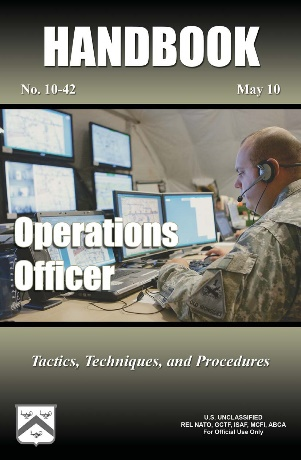 HANDBOOK
No. 10-42 May 10
Operations
Officer
Tactics, Techniques, and Procedures
U.S. UNCLASSIFIED
REL NATO, GCTF, ISAF, MCFI, ABCA
For Official Use Only